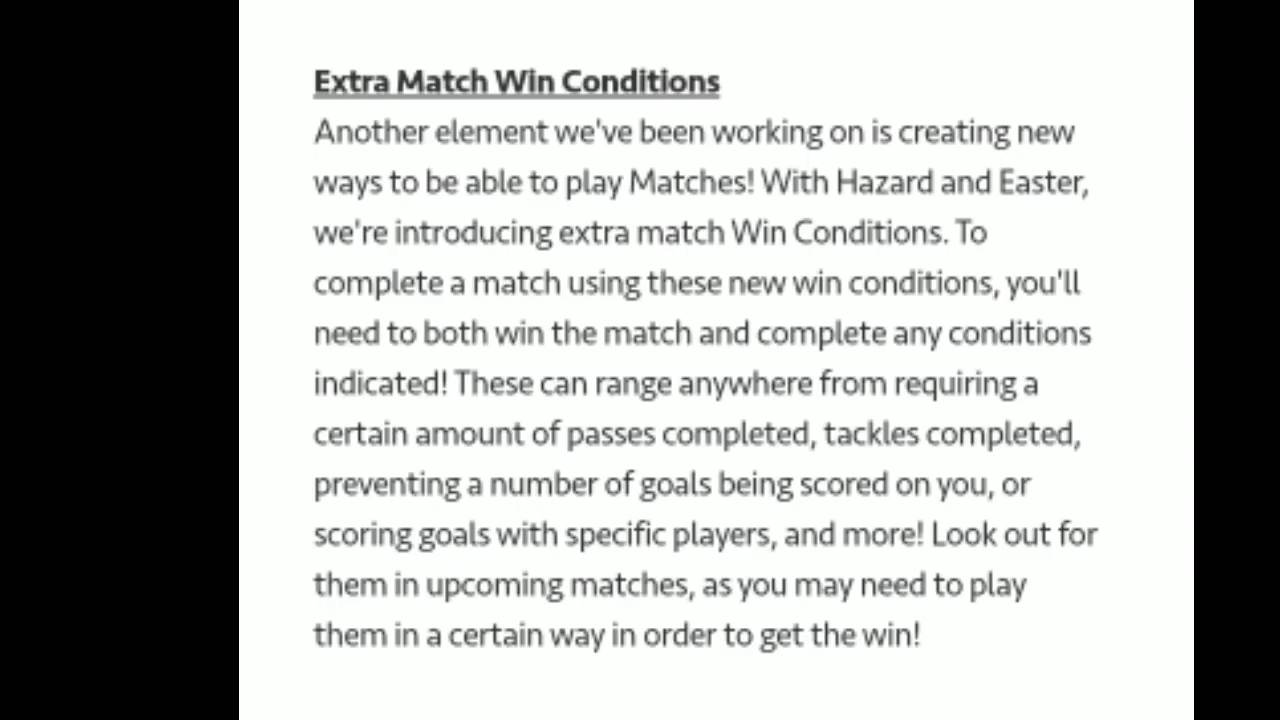 Extra Match Win Conditions
Another element we've been working on is creating new
ways to be able to play Matches! With Hazard and Easter,
we're introducing extra match Win Conditions. To
complete a match using these new win conditions, you'll
need to both win the match and complete any conditions
indicated! These can range anywhere from requiring a
certain amount of passes completed, tackles completed,
preventing a number of goals being scored on you, or
scoring goals with specific players, and more! Look out for
them in upcoming matches, as you may need to play
them in a certain way in order to get the win!